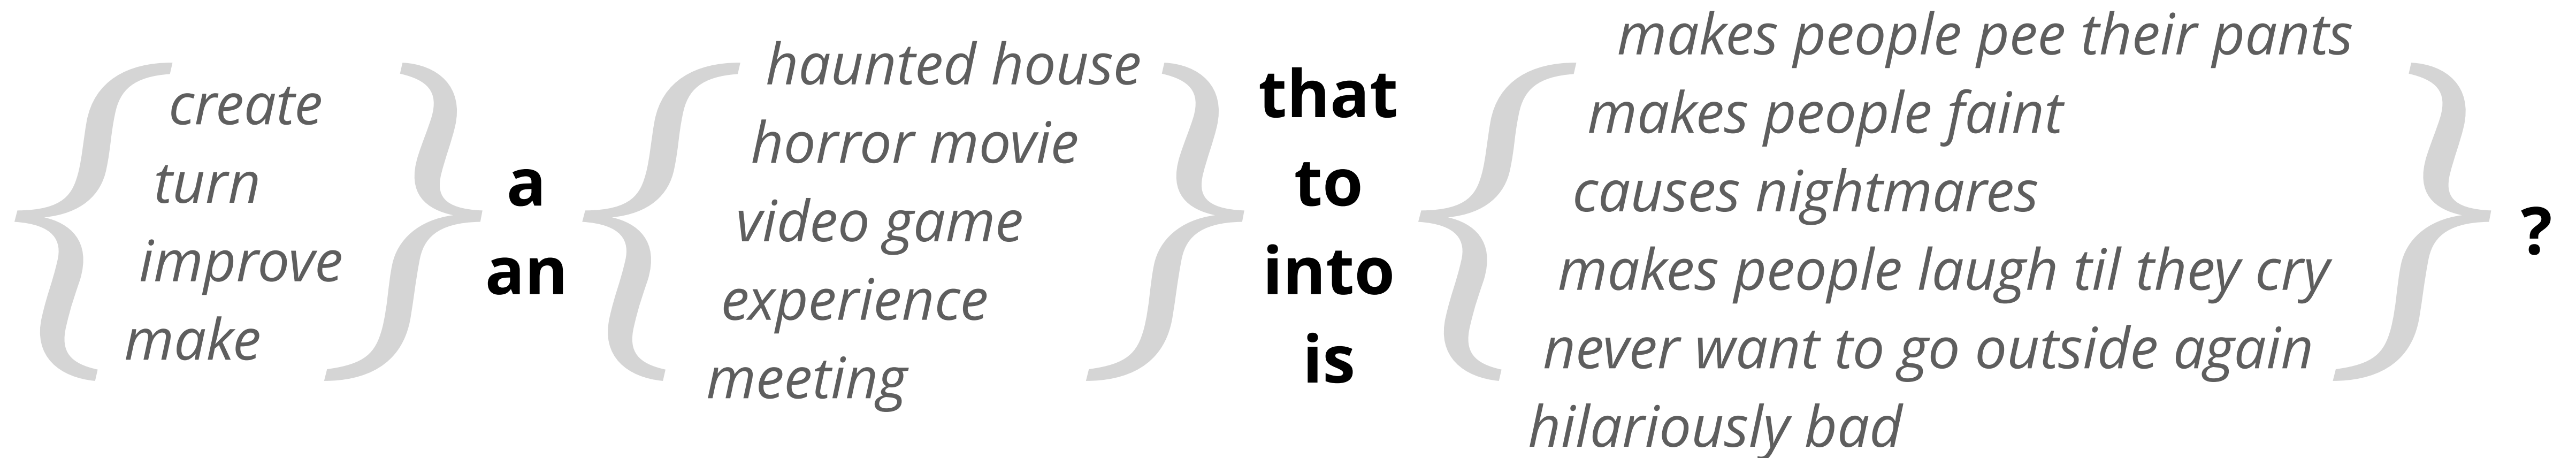 create
turn
improve
make
a
an
haunted house
horror movie
video game
experience
meeting
that
to
into
is
makes people pee their pants
makes people faint
causes nightmares
makes people laugh til they cry
never want to go outside again
hilariously bad
?